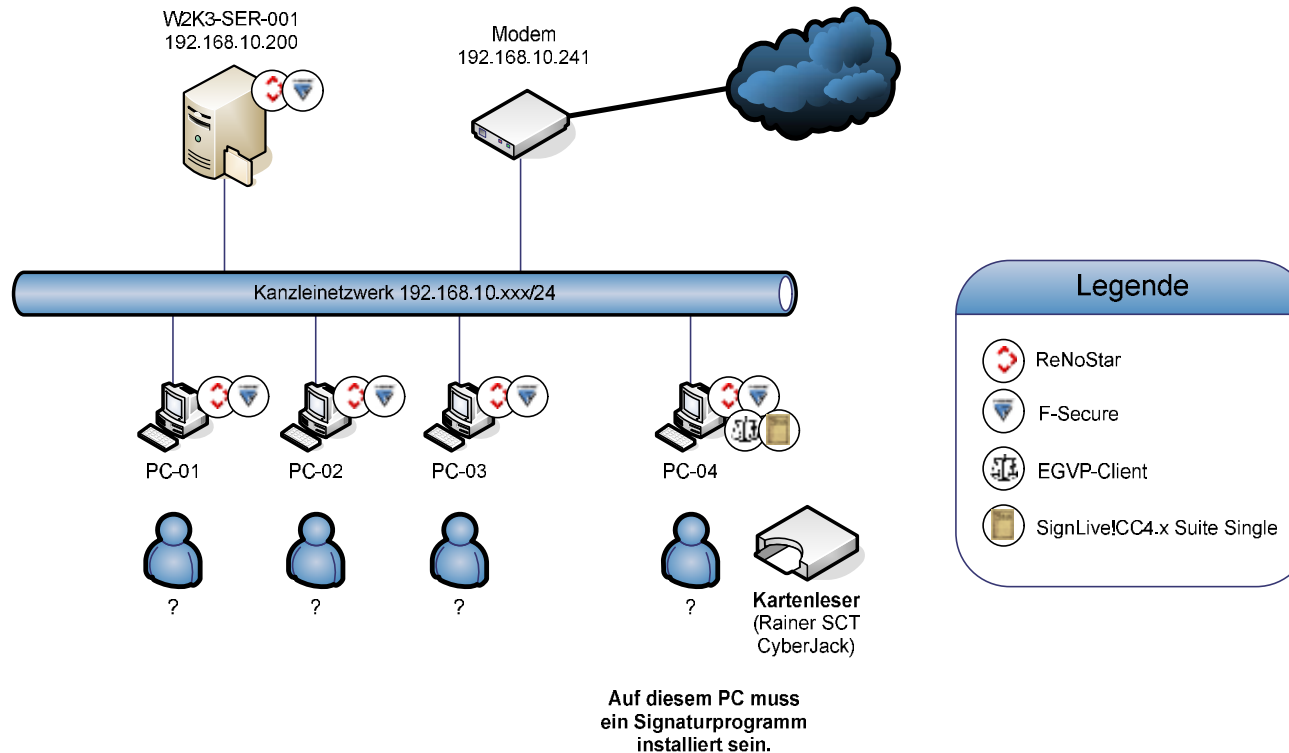 W2K3-SER-001
192.168.10.200
Modem
192.168.10.241
Kanzleinetzwerk 192.168.10.xxx/24
PC-01
PC-02
PC-03
PC-04
?
?
?
?
Kartenleser
(Rainer SCT
CyberJack)
Auf diesem PC muss
ein Signaturprogramm
installiert sein.
Legende
ReNoStar
F-Secure
EGVP-Client
SignLive!CC4.x Suite Single